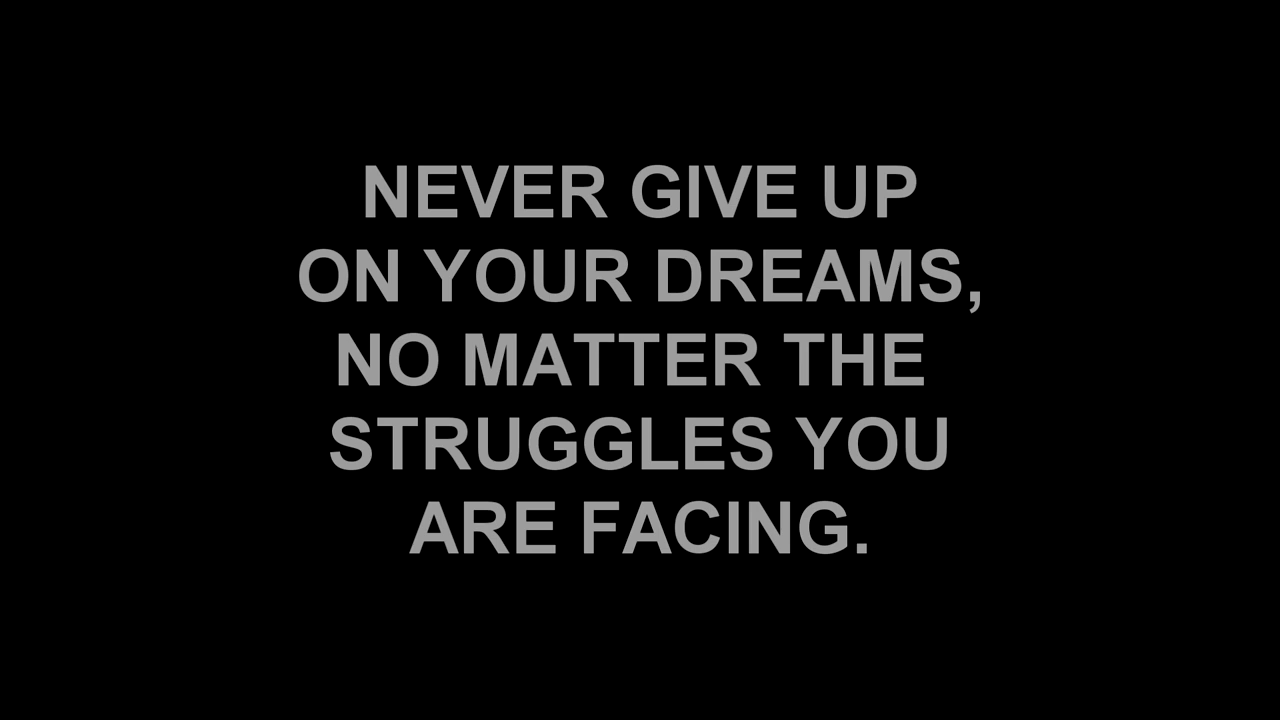 NEVER GIVE UP
ON YOUR DREAMS,
NO MATTER THE
STRUGGLES YOU
ARE FACING.